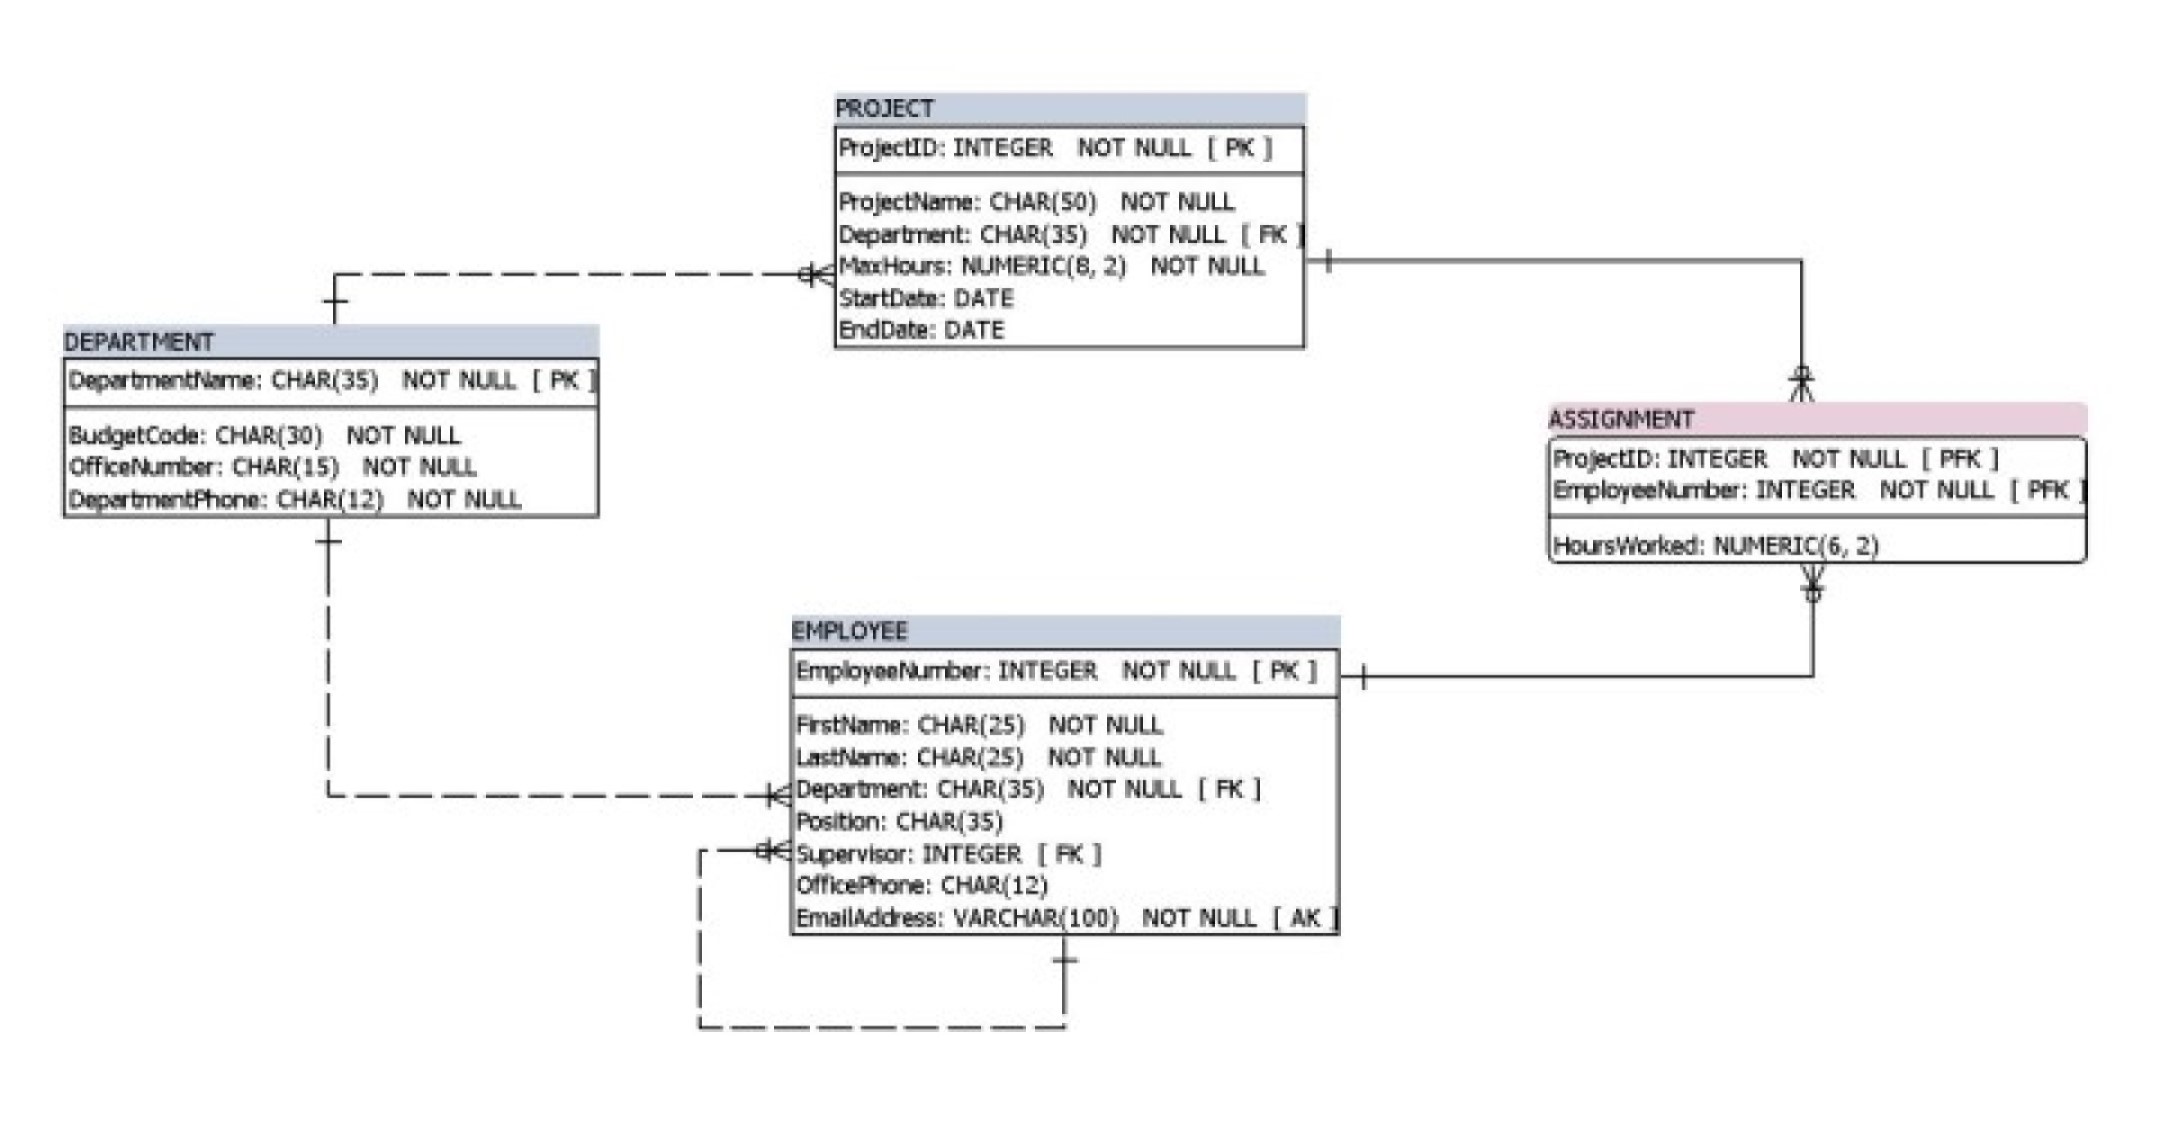 PROJECT
ProjectID: INTEGER NOT NULL [ PK ]
ProjectName: CHAR(50) NOT NULL
Department: CHAR(35) NOT NULL [ FK ]
MaxHours: NUMERIC(8, 2) NOT NULL
StartDate: DATE
EndDate: DATE
DEPARTMENT
DepartmentName: CHAR(35) NOT NULL [ PK ]
BudgetCode: CHAR(30) NOT NULL
OfficeNumber: CHAR(15) NOT NULL
DepartmentPhone: CHAR(12) NOT NULL
ASSIGNMENT
ProjectID: INTEGER NOT NULL [ PFK ]
EmployeeNumber: INTEGER NOT NULL [ PFK ]
HoursWorked: NUMERIC(6, 2)
EMPLOYEE
EmployeeNumber: INTEGER NOT NULL [ PK ]
FirstName: CHAR(25) NOT NULL
LastName: CHAR(25) NOT NULL
Department: CHAR(35) NOT NULL [ FK ]
Position: CHAR(35)
Supervisor: INTEGER [ FK ]
OfficePhone: CHAR(12)
EmailAddress: VARCHAR(100) NOT NULL [ AK ]